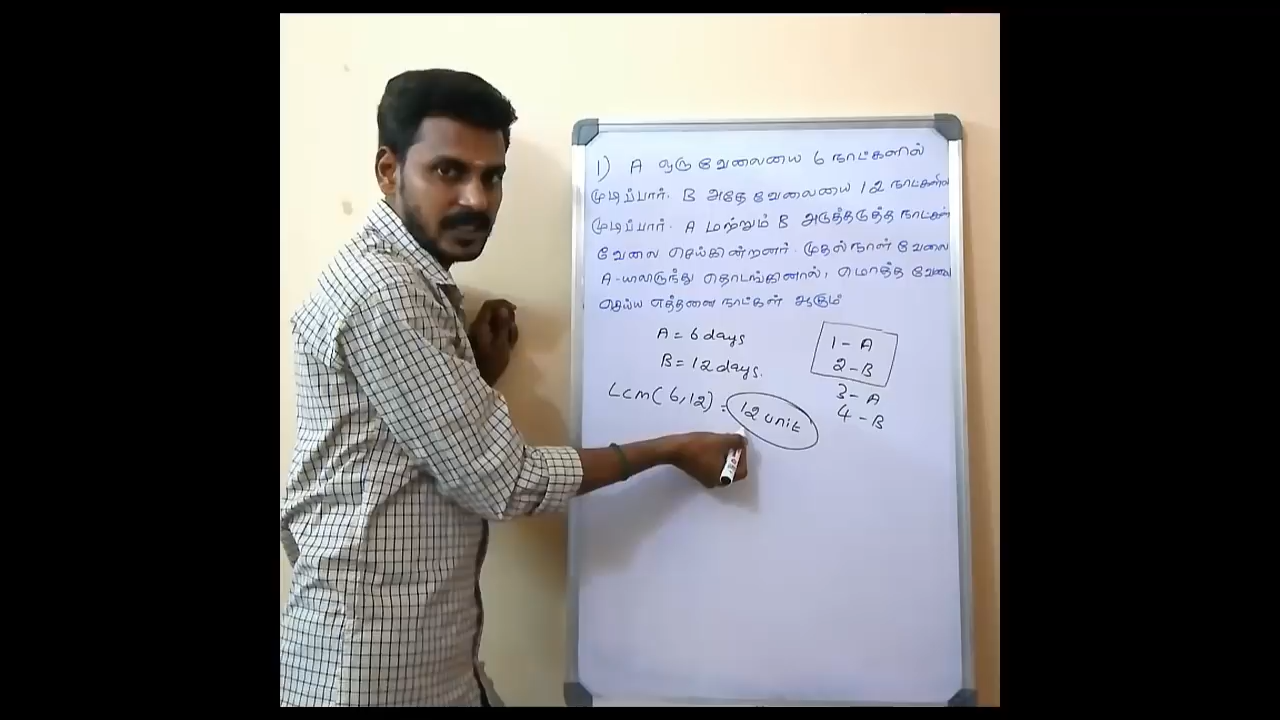 1) A ஒரு வேலையை 6 நாட்களில்
முடிப்பார். B அதே வேலையை 12 நாட்களில்
முடிப்பார். A மற்றும் B அடுத்தடுத்த நாட்கள்
வேலை செய்கின்றனர். முதல் நாள் வேலை
A-யிலிருந்து தொடங்கினால், மொத்த வேலை
செய்ய எத்தனை நாட்கள் ஆகும்
A = 6 days
B = 12 days.
LCM(6,12) = 12 unit
1 - A
2 - B
3 - A
4 - B